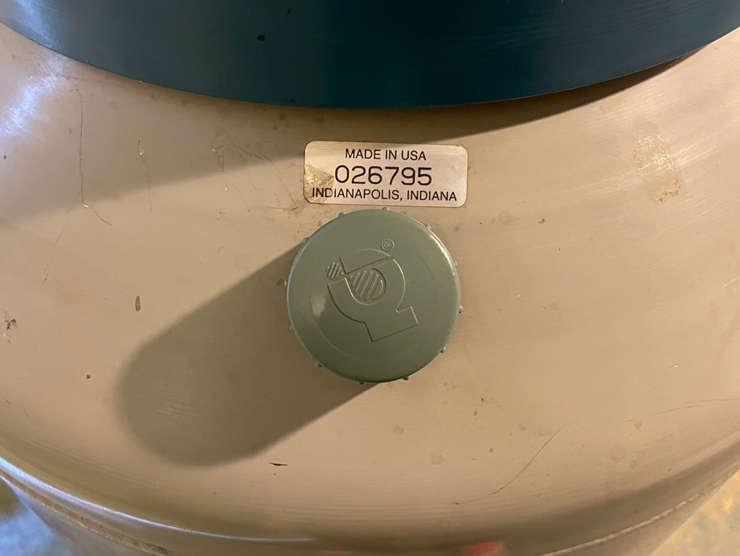 MADE IN USA
026795
INDIANAPOLIS, INDIANA
®